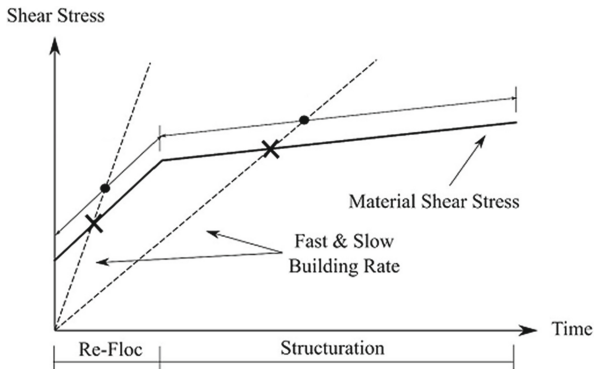 Shear Stress
Material Shear Stress
Fast & Slow
Building Rate
Time
Re-Floc
Structuration